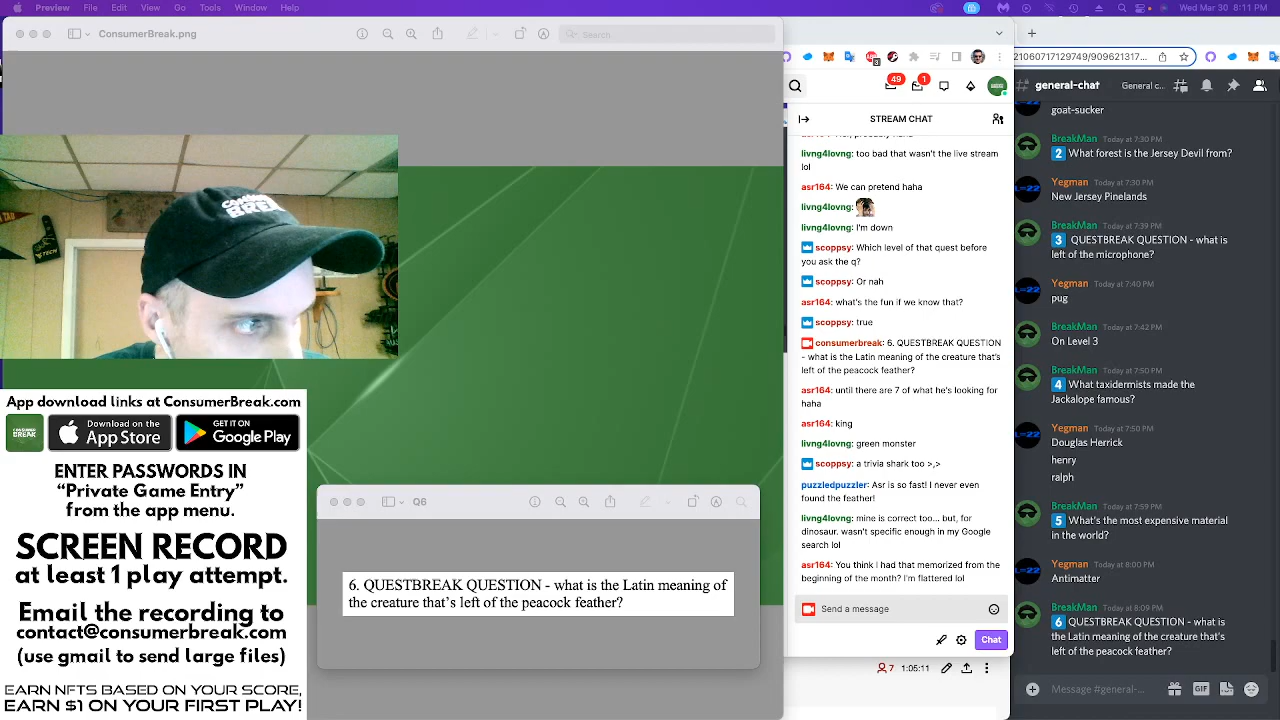 Preview File Edit View Go Tools Window Help
Wed Mar 30 8:11 PM
ConsumerBreak.png
Search
21060717129749/909621317...
49
1
STREAM CHAT
livng4lovng: too bad that wasn't the live stream
lol
asr164: We can pretend haha
livng4lovng:
livng4lovng: I'm down
scoppsy: Which level of that quest before
you ask the q?
scoppsy: Or nah
asr164: what's the fun if we know that?
scoppsy: true
consumerbreak: 6. QUESTBREAK QUESTION
- what is the Latin meaning of the creature that's
left of the peacock feather?
asr164: until there are 7 of what he's looking for
haha
asr164: king
livng4lovng: green monster
scoppsy: a trivia shark too >,>
puzzledpuzzler: Asr is so fast! I never even
found the feather!
livng4lovng: mine is correct too... but, for
dinosaur. wasn't specific enough in my Google
search lol
asr164: You think I had that memorized from the
beginning of the month? I'm flattered lol
Send a message
Chat
7 1:05:11
general-chat
General c...
goat-sucker
BreakMan Today at 7:30 PM
2 What forest is the Jersey Devil from?
Yegman Today at 7:30 PM
New Jersey Pinelands
BreakMan Today at 7:39 PM
3 QUESTBREAK QUESTION - what is
left of the microphone?
Yegman Today at 7:40 PM
pug
BreakMan Today at 7:42 PM
On Level 3
BreakMan Today at 7:50 PM
4 What taxidermists made the
Jackalope famous?
Yegman Today at 7:50 PM
Douglas Herrick
henry
ralph
BreakMan Today at 7:59 PM
5 What's the most expensive material
in the world?
Yegman Today at 8:00 PM
Antimatter
BreakMan Today at 8:09 PM
6 QUESTBREAK QUESTION - what is
the Latin meaning of the creature that's
left of the peacock feather?
Message #general-...
GIF
App download links at ConsumerBreak.com
CONSUMER
BREAK
Download on the
App Store
GET IT ON
Google Play
ENTER PASSWORDS IN
“Private Game Entry”
from the app menu.
SCREEN RECORD
at least 1 play attempt.
Email the recording to
contact@consumerbreak.com
(use gmail to send large files)
EARN NFTS BASED ON YOUR SCORE,
EARN $1 ON YOUR FIRST PLAY!
Q6
6. QUESTBREAK QUESTION - what is the Latin meaning of
the creature that’s left of the peacock feather?